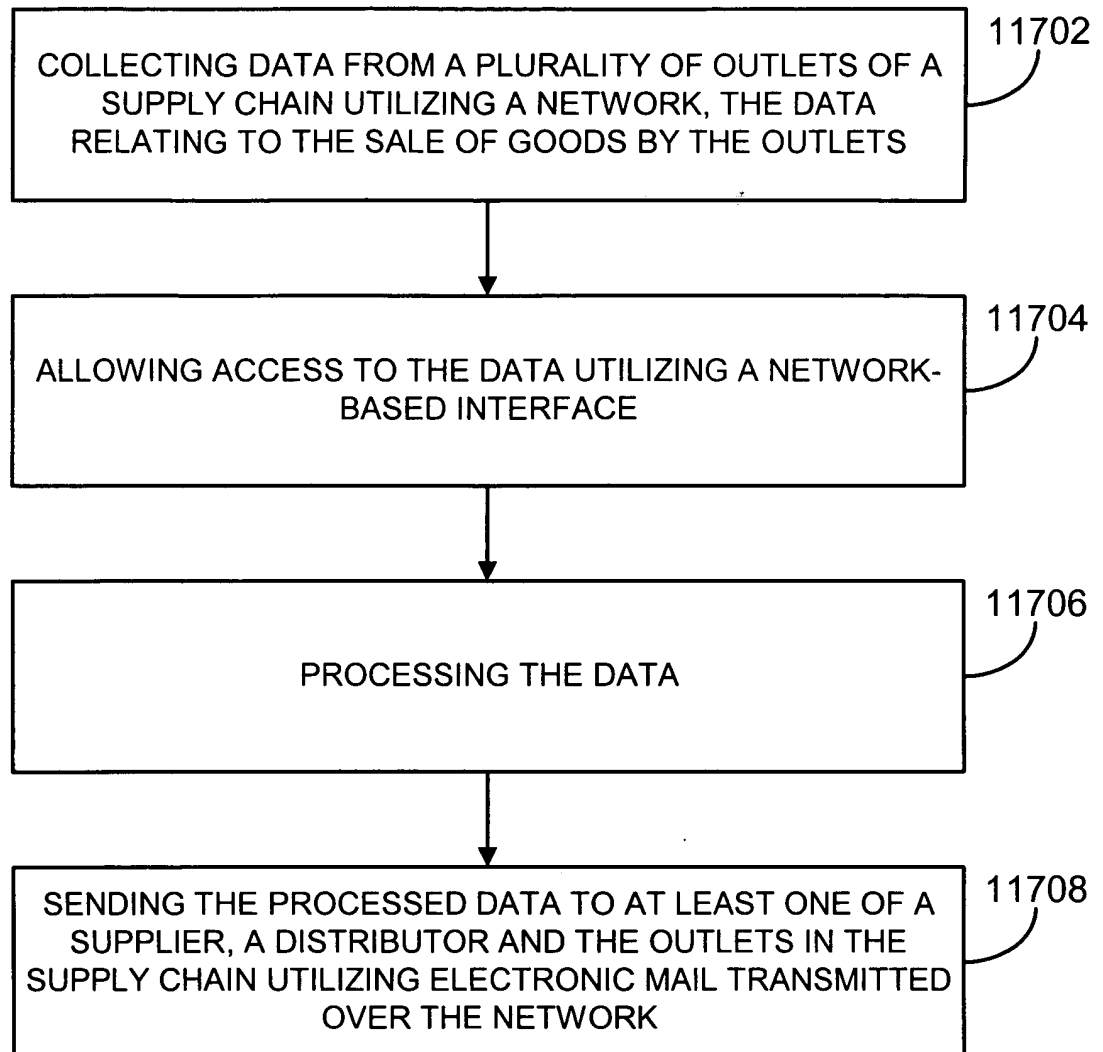 11702
COLLECTING DATA FROM A PLURALITY OF OUTLETS OF A
SUPPLY CHAIN UTILIZING A NETWORK, THE DATA
RELATING TO THE SALE OF GOODS BY THE OUTLETS
11704
ALLOWING ACCESS TO THE DATA UTILIZING A NETWORK-
BASED INTERFACE
11706
PROCESSING THE DATA
11708
SENDING THE PROCESSED DATA TO AT LEAST ONE OF A
SUPPLIER, A DISTRIBUTOR AND THE OUTLETS IN THE
SUPPLY CHAIN UTILIZING ELECTRONIC MAIL TRANSMITTED
OVER THE NETWORK